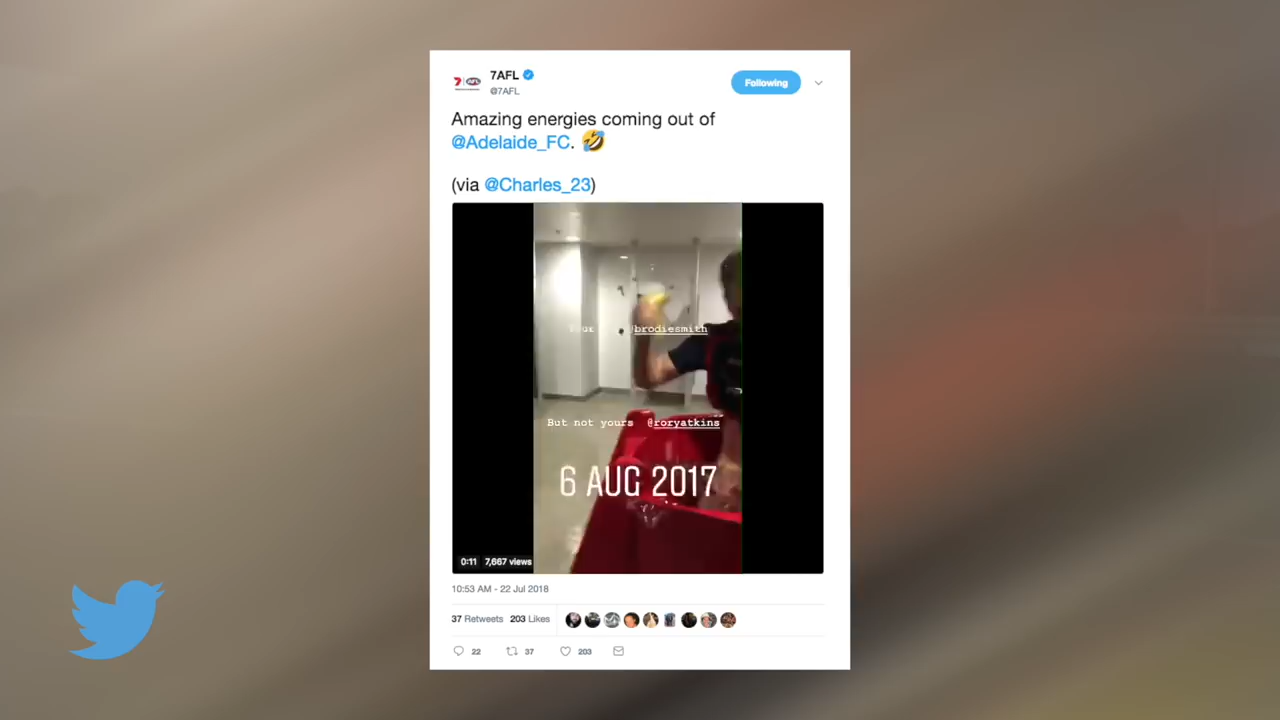 7AFL
@7AFL
Following
Amazing energies coming out of
@Adelaide_FC. 🤣
(via @Charles_23)
@brodiesmith
But not yours @roryatkins
6 AUG 2017
0:11 7,667 views
10:53 AM - 22 Jul 2018
37 Retweets 203 Likes
22 37 203